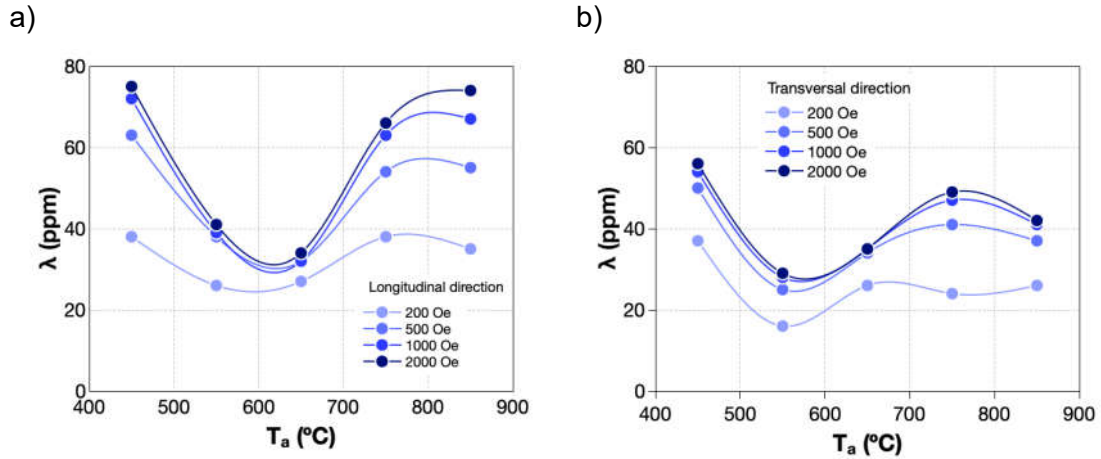 a)
80
60
40
20
0
λ (ppm)
400 500 600 700 800 900
Tₐ (ºC)
Longitudinal direction
200 Oe
500 Oe
1000 Oe
2000 Oe
b)
80
60
40
20
0
λ (ppm)
400 500 600 700 800 900
Tₐ (ºC)
Transversal direction
200 Oe
500 Oe
1000 Oe
2000 Oe